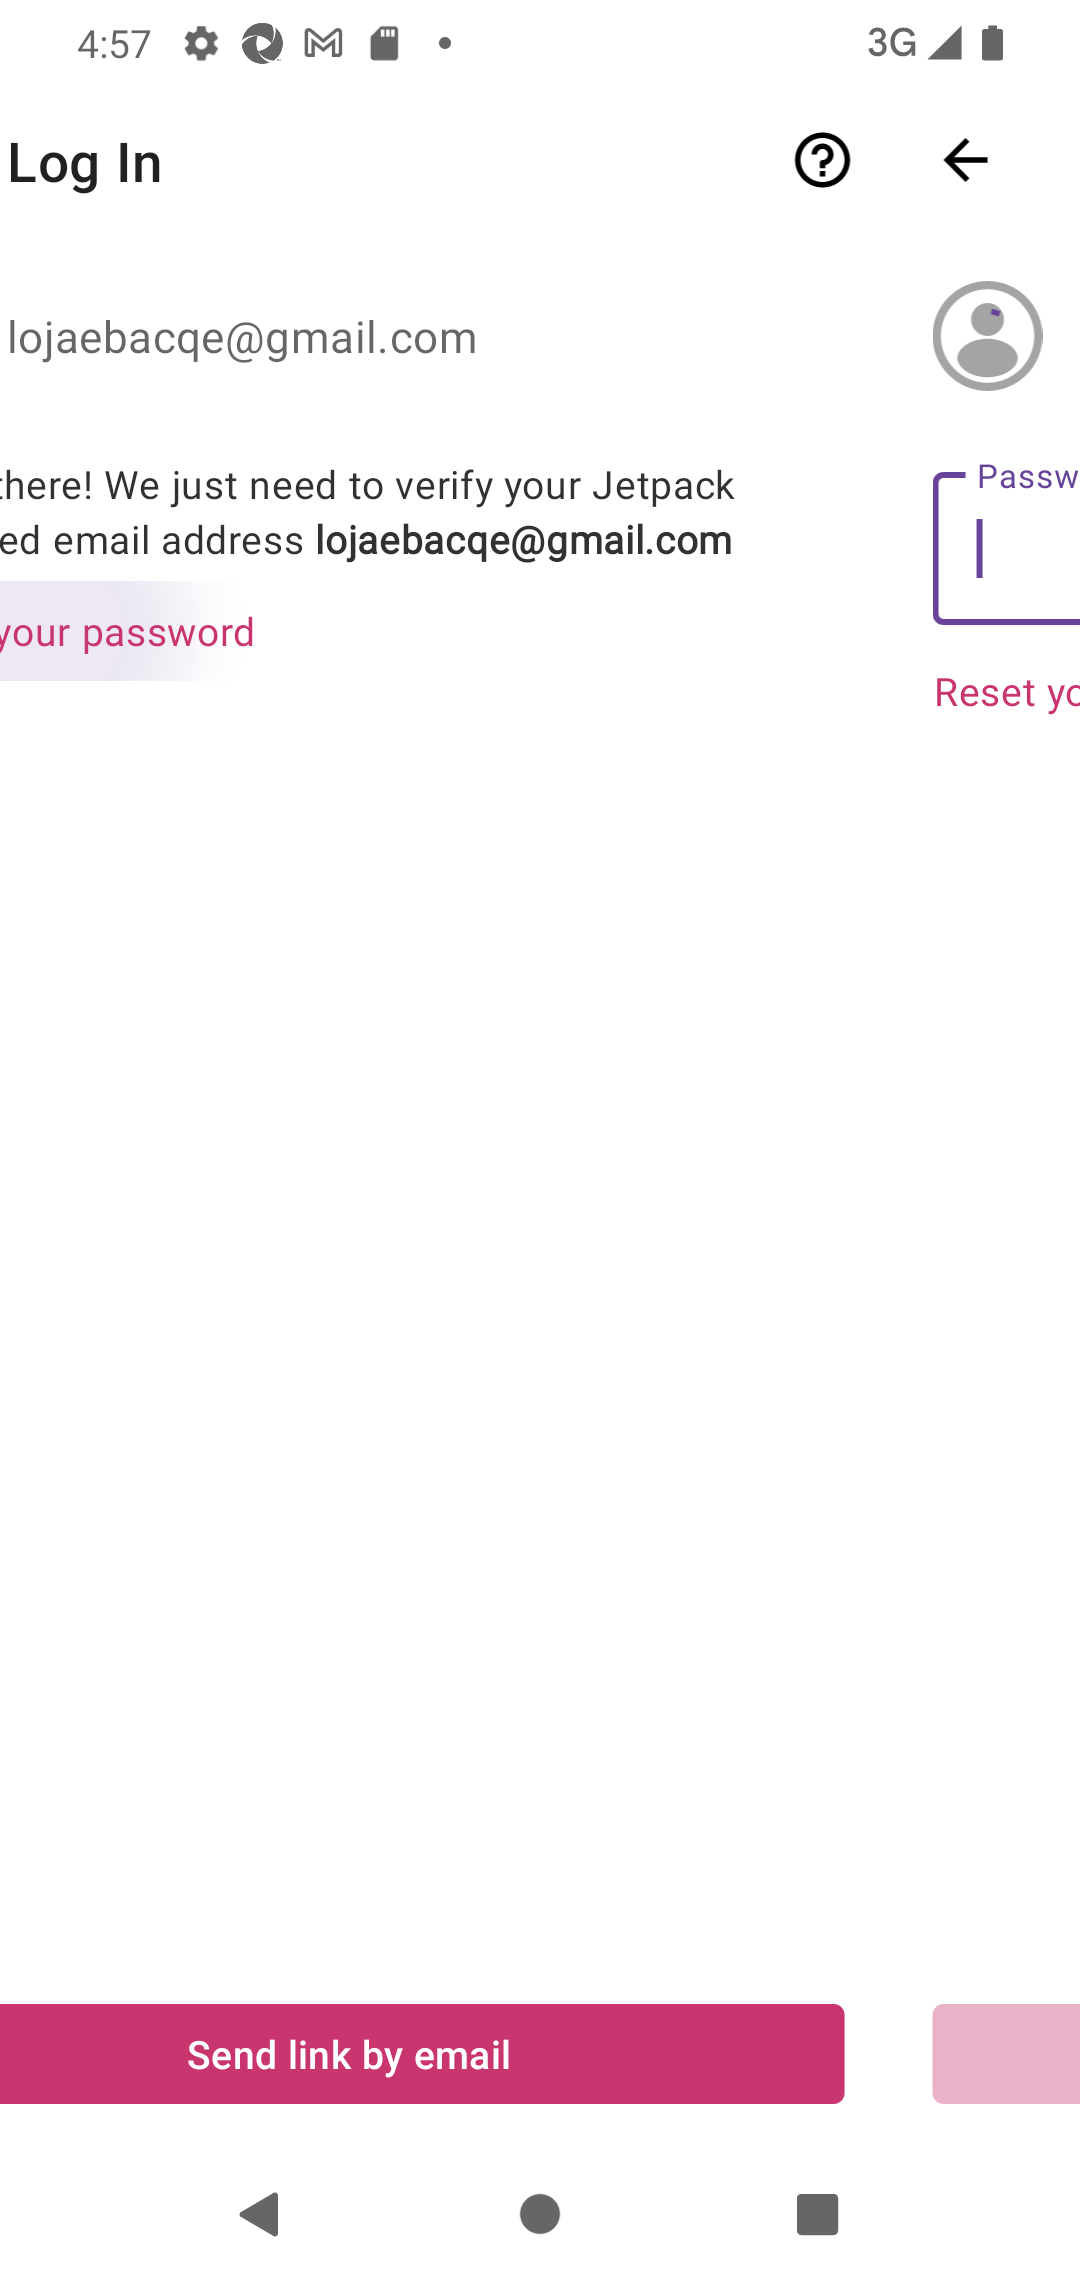 4:57
3G
Log In
lojaebacqe@gmail.com
there! We just need to verify your Jetpack
ed email address lojaebacqe@gmail.com
your password
Passw
Reset yo
Send link by email